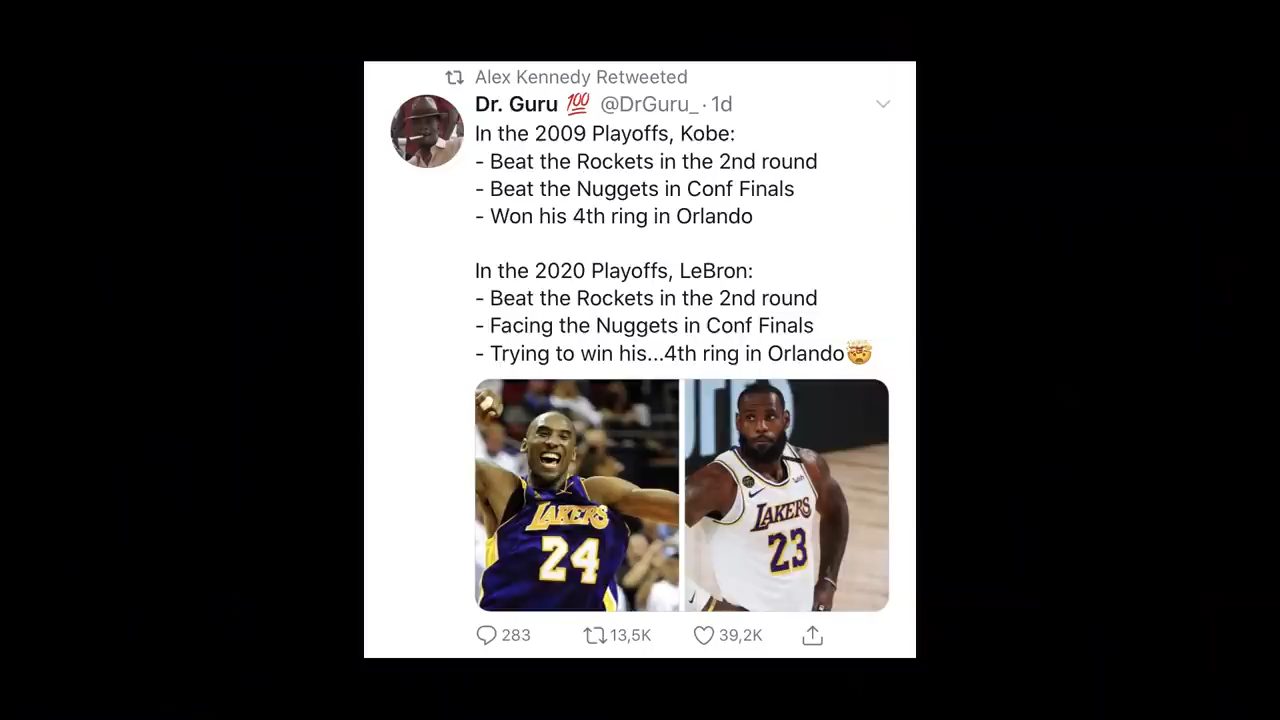 Alex Kennedy Retweeted
Dr. Guru 💯 @DrGuru_ · 1d
In the 2009 Playoffs, Kobe:
- Beat the Rockets in the 2nd round
- Beat the Nuggets in Conf Finals
- Won his 4th ring in Orlando
In the 2020 Playoffs, LeBron:
- Beat the Rockets in the 2nd round
- Facing the Nuggets in Conf Finals
- Trying to win his...4th ring in Orlando🤯
LAKERS
24
LAKERS
23
283 13,5K 39,2K